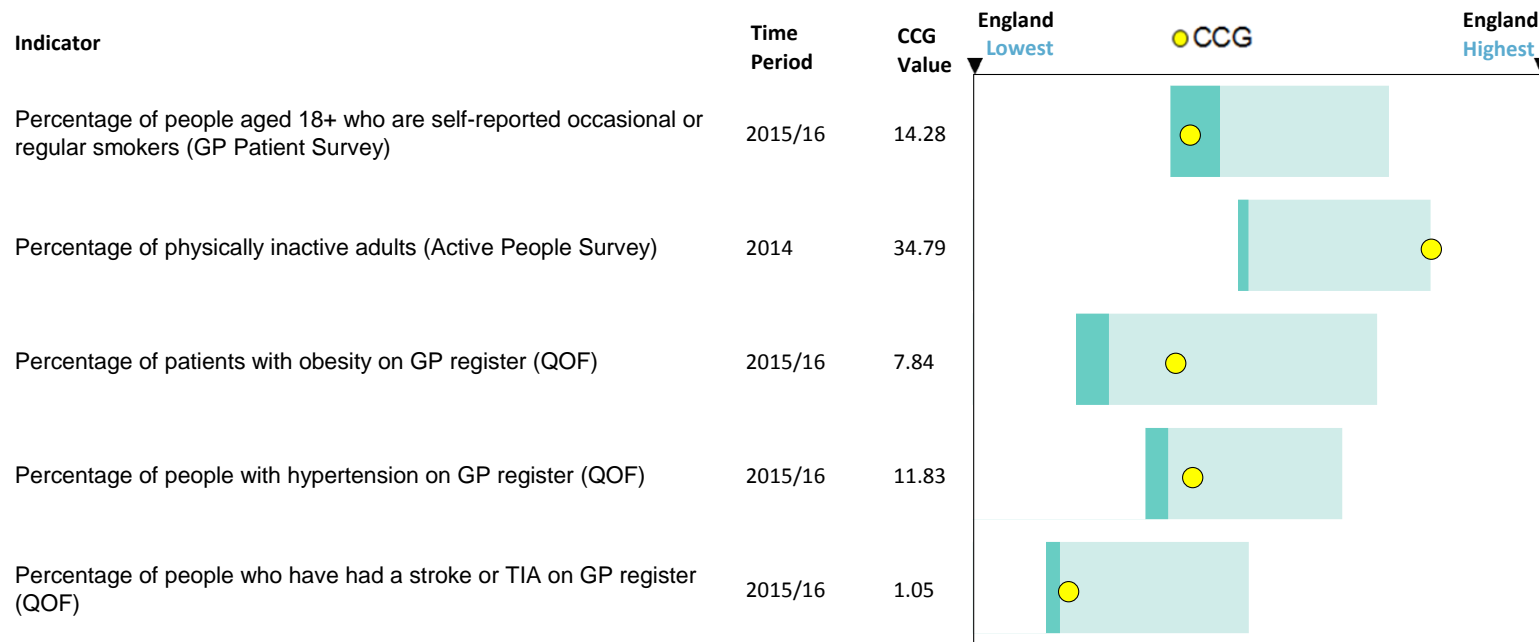 Indicator
Time
Period
CCG
Value
England
Lowest
CCG
England
Highest
Percentage of people aged 18+ who are self-reported occasional or
regular smokers (GP Patient Survey)
2015/16
14.28
Percentage of physically inactive adults (Active People Survey)
2014
34.79
Percentage of patients with obesity on GP register (QOF)
2015/16
7.84
Percentage of people with hypertension on GP register (QOF)
2015/16
11.83
Percentage of people who have had a stroke or TIA on GP register
(QOF)
2015/16
1.05